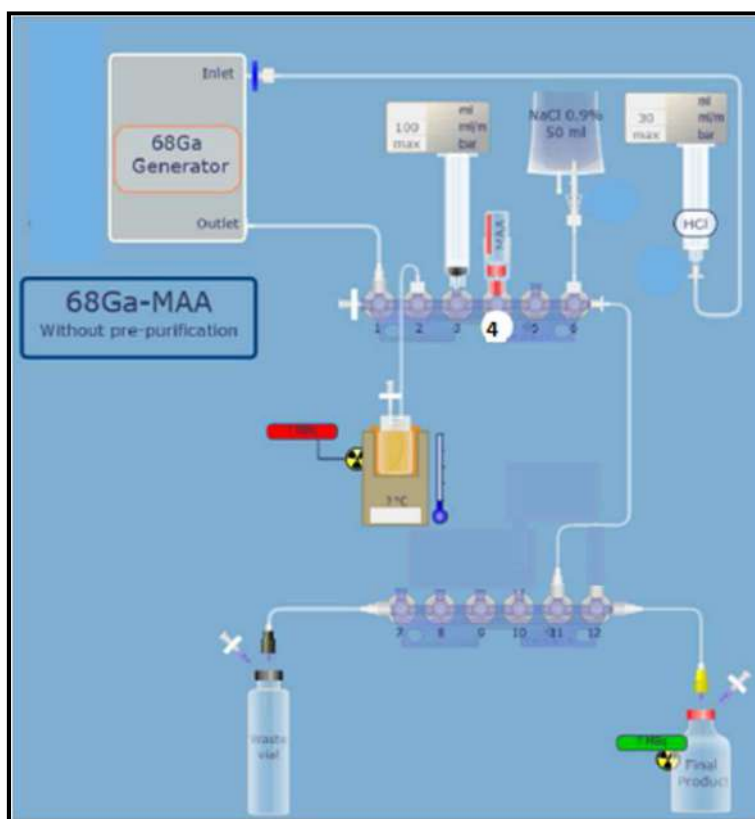 Inlet
68Ga
Generator
Outlet
100
max
ml
ml/m
bar
MAA
NaCl 0,9%
50 ml
30
max
ml
ml/m
bar
HCl
68Ga-MAA
Without pre-purification
1
2
3
4
5
6
? °C
7
8
9
10
11
12
Waste
vial
Final
Product